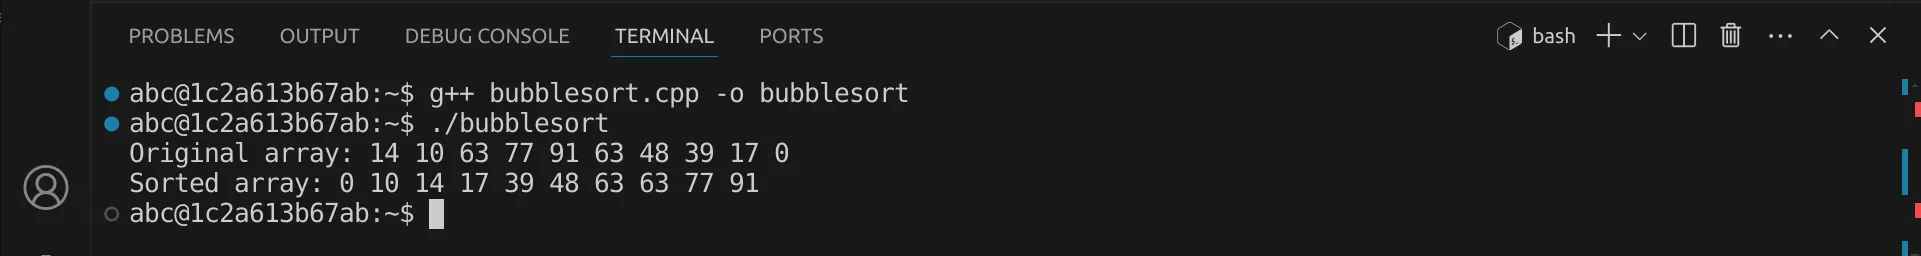 PROBLEMS OUTPUT DEBUG CONSOLE TERMINAL PORTS bash
abc@1c2a613b67ab:~$ g++ bubblesort.cpp -o bubblesort
abc@1c2a613b67ab:~$ ./bubblesort
Original array: 14 10 63 77 91 63 48 39 17 0
Sorted array: 0 10 14 17 39 48 63 63 77 91
abc@1c2a613b67ab:~$